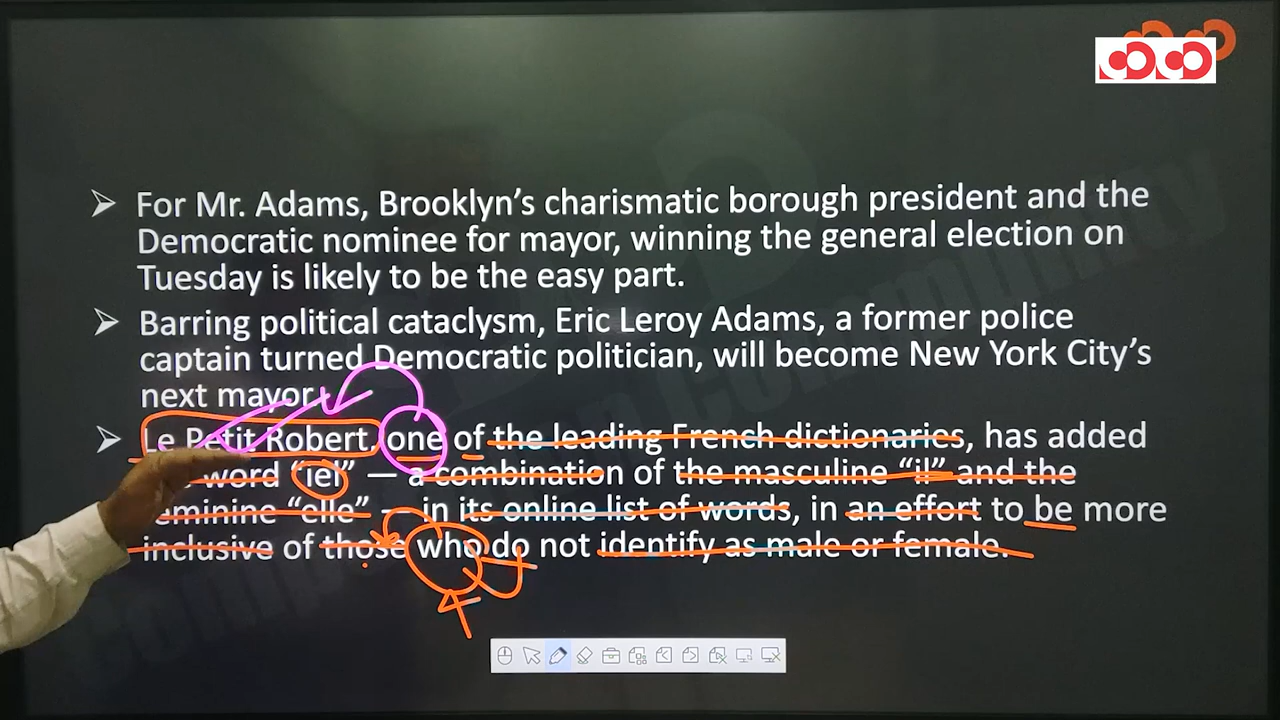 For Mr. Adams, Brooklyn's charismatic borough president and the
Democratic nominee for mayor, winning the general election on
Tuesday is likely to be the easy part.
Barring political cataclysm, Eric Leroy Adams, a former police
captain turned Democratic politician, will become New York City's
next mayor.
Le Petit Robert, one of the leading French dictionaries, has added
word “iel” — a combination of the masculine “il” and the
feminine “elle” — in its online list of words, in an effort to be more
inclusive of those who do not identify as male or female.